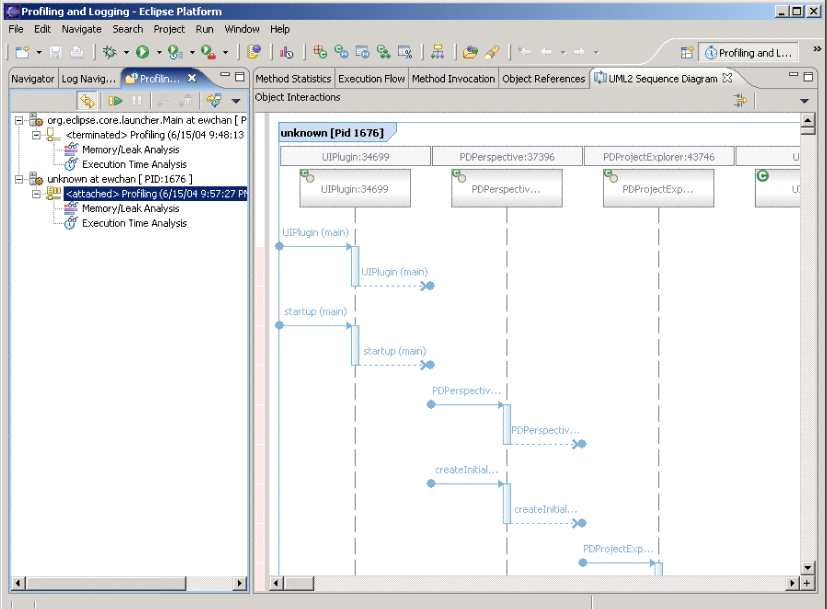 Profiling and Logging - Eclipse Platform
File Edit Navigate Search Project Run Window Help
Profiling and L... »
Navigator Log Navig... Profilin...
Method Statistics Execution Flow Method Invocation Object References UML2 Sequence Diagram
Object Interactions
org.eclipse.core.launcher.Main at ewchan [ P
<terminated> Profiling (6/15/04 9:48:13
Memory/Leak Analysis
Execution Time Analysis
unknown at ewchan [ PID:1676 ]
<attached> Profiling (6/15/04 9:57:27 PM
Memory/Leak Analysis
Execution Time Analysis
unknown [Pid 1676]
UIPlugin:34699 PDPerspective:37396 PDProjectExplorer:43746 U
UIPlugin:34699 PDPerspectiv... PDProjectExp... U
UIPlugin (main)
UIPlugin (main)
startup (main)
startup (main)
PDPerspectiv...
PDPerspectiv...
createInitial...
createInitial...
PDProjectExp...